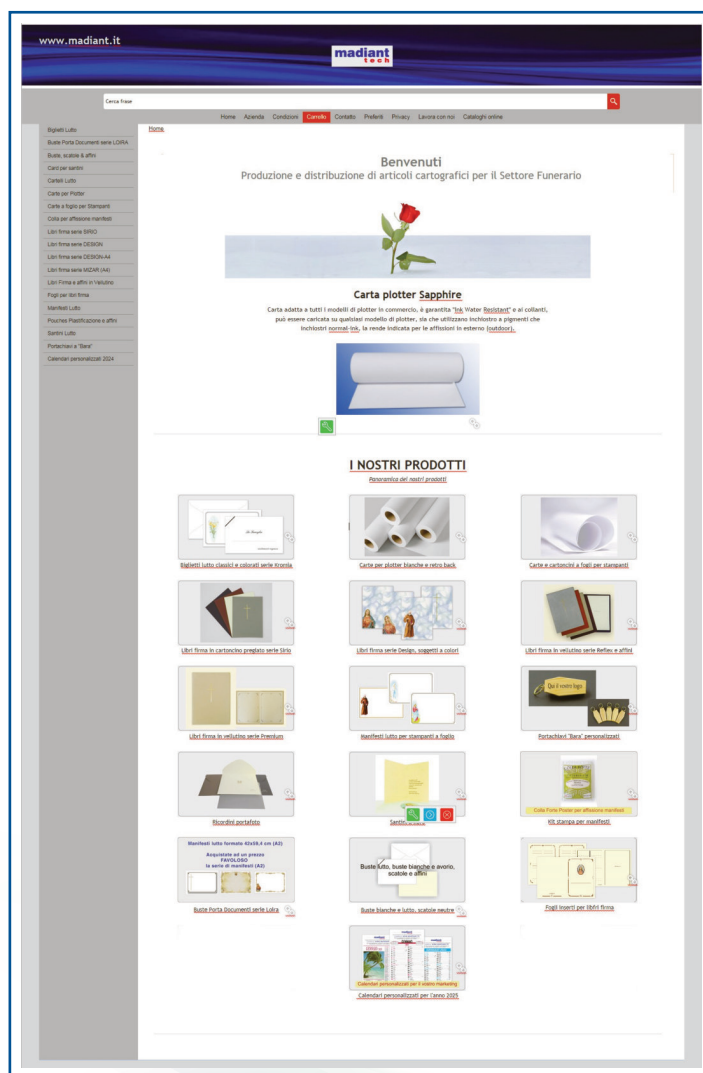 www.madiant.it
madiant
tech
Cerca frase
Home Azienda Condizioni Carrello Contatto Preferiti Privacy Lavora con noi Cataloghi online
Biglietti Lutto
Buste Porta Documenti serie LOIRA
Buste, scatole & affini
Card per santini
Cartelli Lutto
Carte per Plotter
Carte a foglio per Stampanti
Colla per affissione manifesti
Libri firma serie SIRIO
Libri firma serie DESIGN
Libri firma serie DESIGN-A4
Libri firma serie MIZAR (A4)
Libri Firma e affini in Vellutino
Fogli per libri firma
Manifesti Lutto
Pouches Plastificazione e affini
Santini Lutto
Portachiavi a "Bara"
Calendari personalizzati 2024
Home
Benvenuti
Produzione e distribuzione di articoli cartografici per il Settore Funerario
Carta plotter Sapphire
Carta adatta a tutti i modelli di plotter in commercio, è garantita "Ink Water Resistant" e ai collanti,
può essere caricata su qualsiasi modello di plotter, sia che utilizzano inchiostro a pigmenti che
inchiostri normal-ink, la rende indicata per le affissioni in esterno (outdoor).
I NOSTRI PRODOTTI
Panoramica dei nostri prodotti
Biglietti lutto classici e colorati serie Kromia
Carte per plotter bianche e retro back
Carte e cartoncini a fogli per stampanti
Libri firma in cartoncino pregiato serie Sirio
Libri firma serie Design, soggetti a colori
Libri firma in vellutino serie Reflex e affini
Qui il vostro logo
Libri firma in vellutino serie Premium
Manifesti lutto per stampanti a foglio
Portachiavi "Bara" personalizzati
Colla Forte Poster per affissione manifesti
Ricordini portafoto
Kit stampa per manifesti
Manifesti lutto formato 42x59,4 cm (A2)
Acquistate ad un prezzo
FAVOLOSO
la serie di manifesti (A2)
Buste lutto, buste bianche e avorio,
scatole e affini
Buste Porta Documenti serie Loira
Buste bianche e lutto, scatole neutre
Fogli inserti per libfri firma
Calendari personalizzati per il vostro marketing
Calendari personalizzati per l'anno 2025